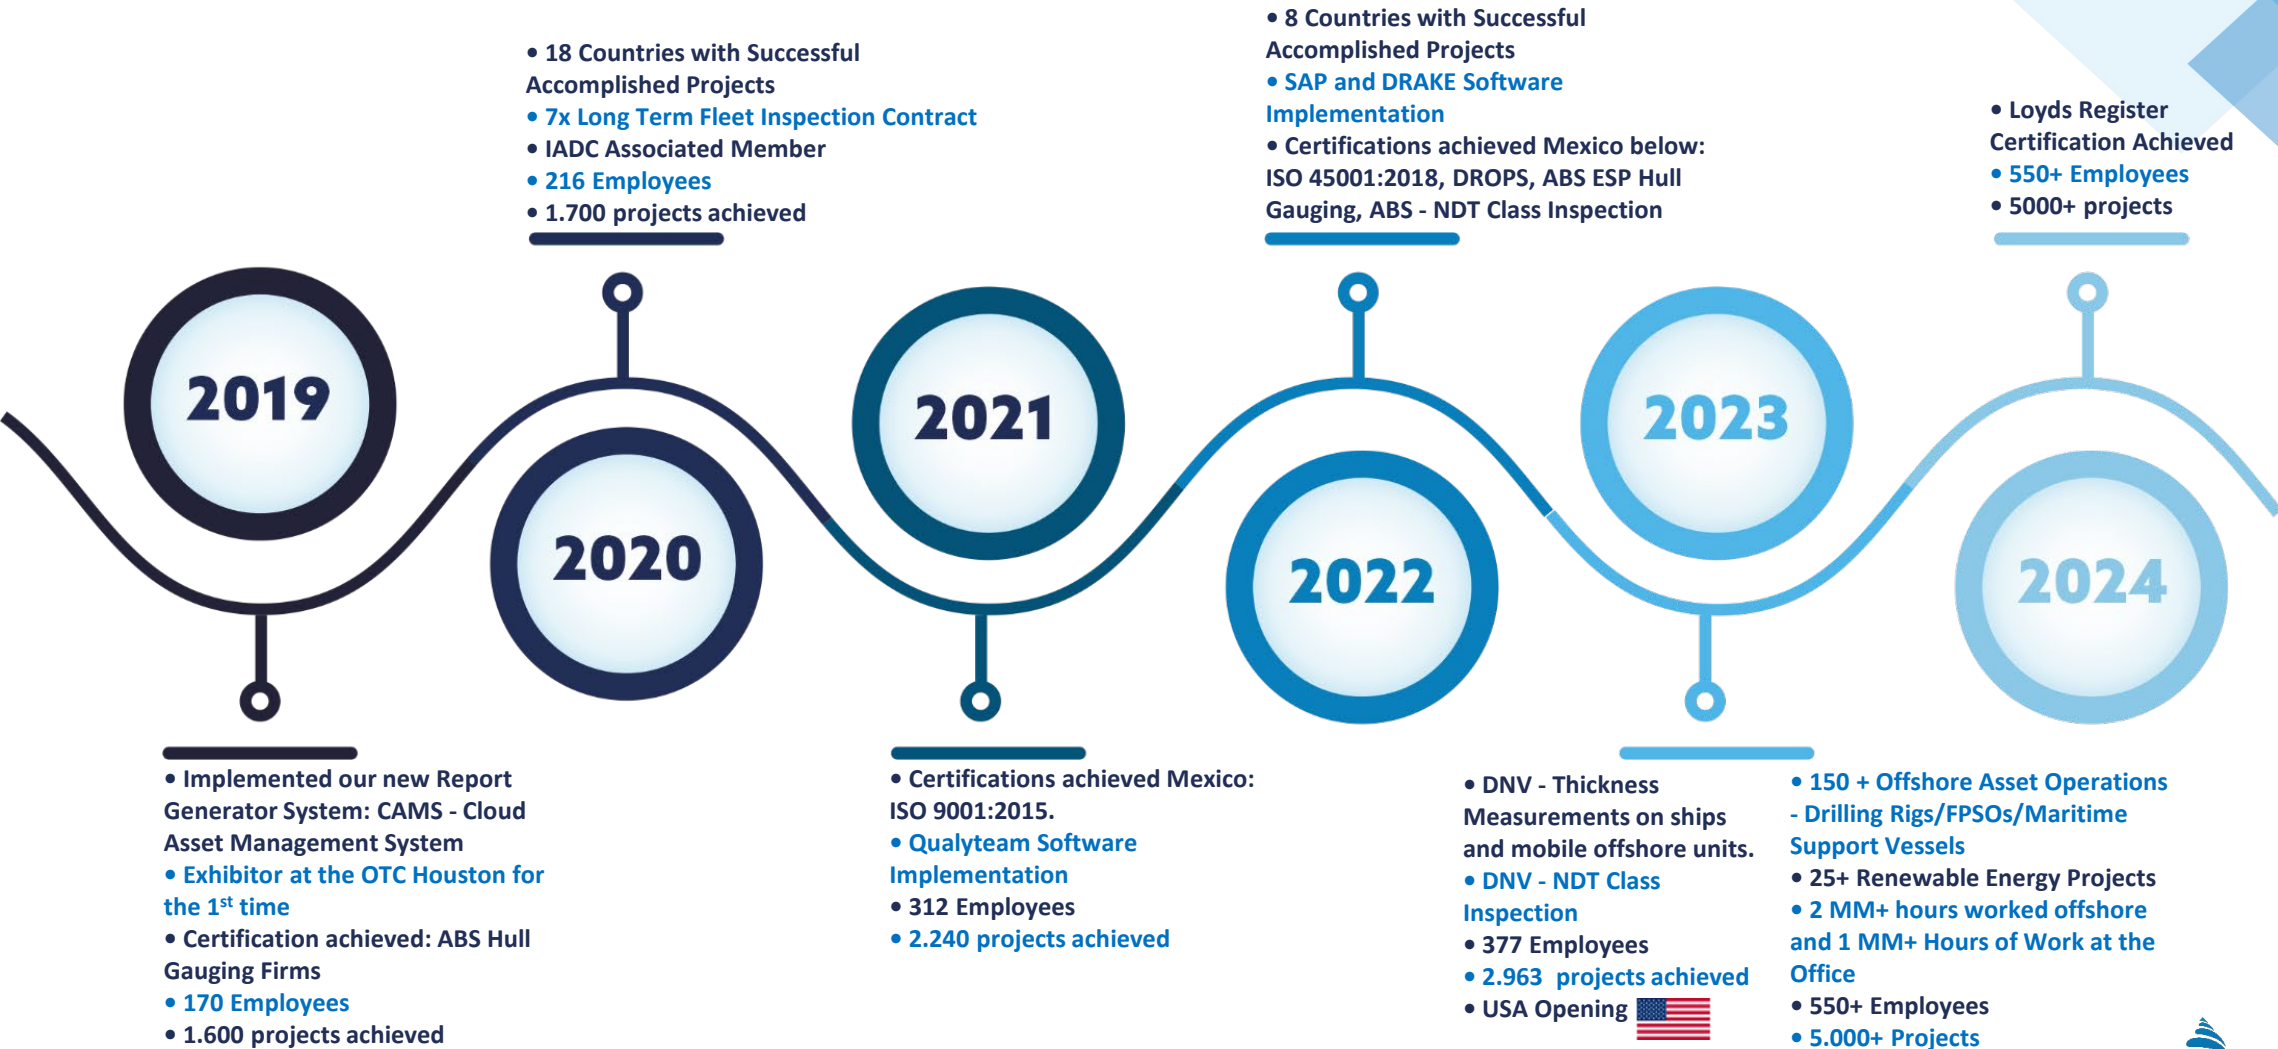 • 18 Countries with Successful
Accomplished Projects
• 7x Long Term Fleet Inspection Contract
• IADC Associated Member
• 216 Employees
• 1.700 projects achieved
• 8 Countries with Successful
Accomplished Projects
• SAP and DRAKE Software
Implementation
• Certifications achieved Mexico below:
ISO 45001:2018, DROPS, ABS ESP Hull
Gauging, ABS - NDT Class Inspection
• Loyds Register
Certification Achieved
• 550+ Employees
• 5000+ projects
2019
2020
2021
2022
2023
2024
• Implemented our new Report
Generator System: CAMS - Cloud
Asset Management System
• Exhibitor at the OTC Houston for
the 1st time
• Certification achieved: ABS Hull
Gauging Firms
• 170 Employees
• 1.600 projects achieved
• Certifications achieved Mexico:
ISO 9001:2015.
• Qualyteam Software
Implementation
• 312 Employees
• 2.240 projects achieved
• DNV - Thickness
Measurements on ships
and mobile offshore units.
• DNV - NDT Class
Inspection
• 377 Employees
• 2.963 projects achieved
• USA Opening
• 150 + Offshore Asset Operations
- Drilling Rigs/FPSOs/Maritime
Support Vessels
• 25+ Renewable Energy Projects
• 2 MM+ hours worked offshore
and 1 MM+ Hours of Work at the
Office
• 550+ Employees
• 5.000+ Projects